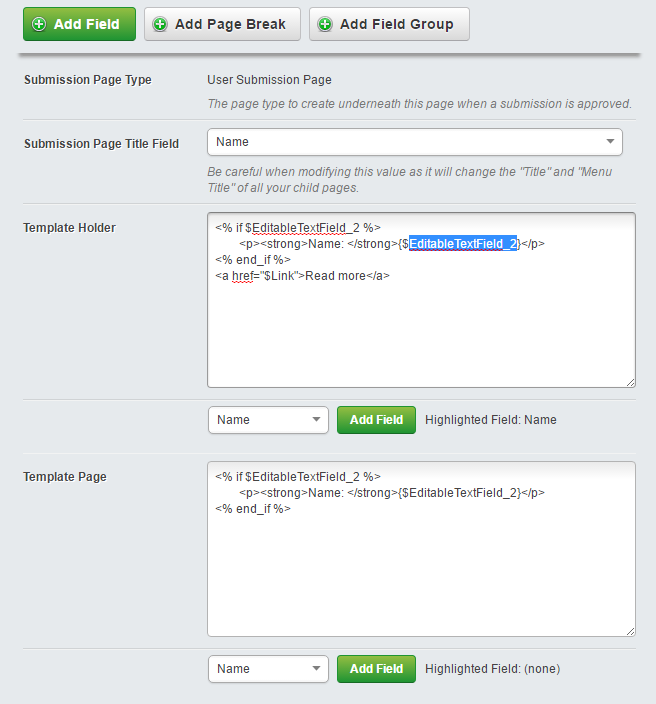 Add Field Add Page Break Add Field Group
Submission Page Type User Submission Page
The page type to create underneath this page when a submission is approved.
Submission Page Title Field Name
Be careful when modifying this value as it will change the "Title" and "Menu
Title" of all your child pages.
Template Holder <% if $EditableTextField_2 %>
<p><strong>Name: </strong>{$EditableTextField_2}</p>
<% end_if %>
<a href="$Link">Read more</a>
Name Add Field Highlighted Field: Name
Template Page <% if $EditableTextField_2 %>
<p><strong>Name: </strong>{$EditableTextField_2}</p>
<% end_if %>
Name Add Field Highlighted Field: (none)